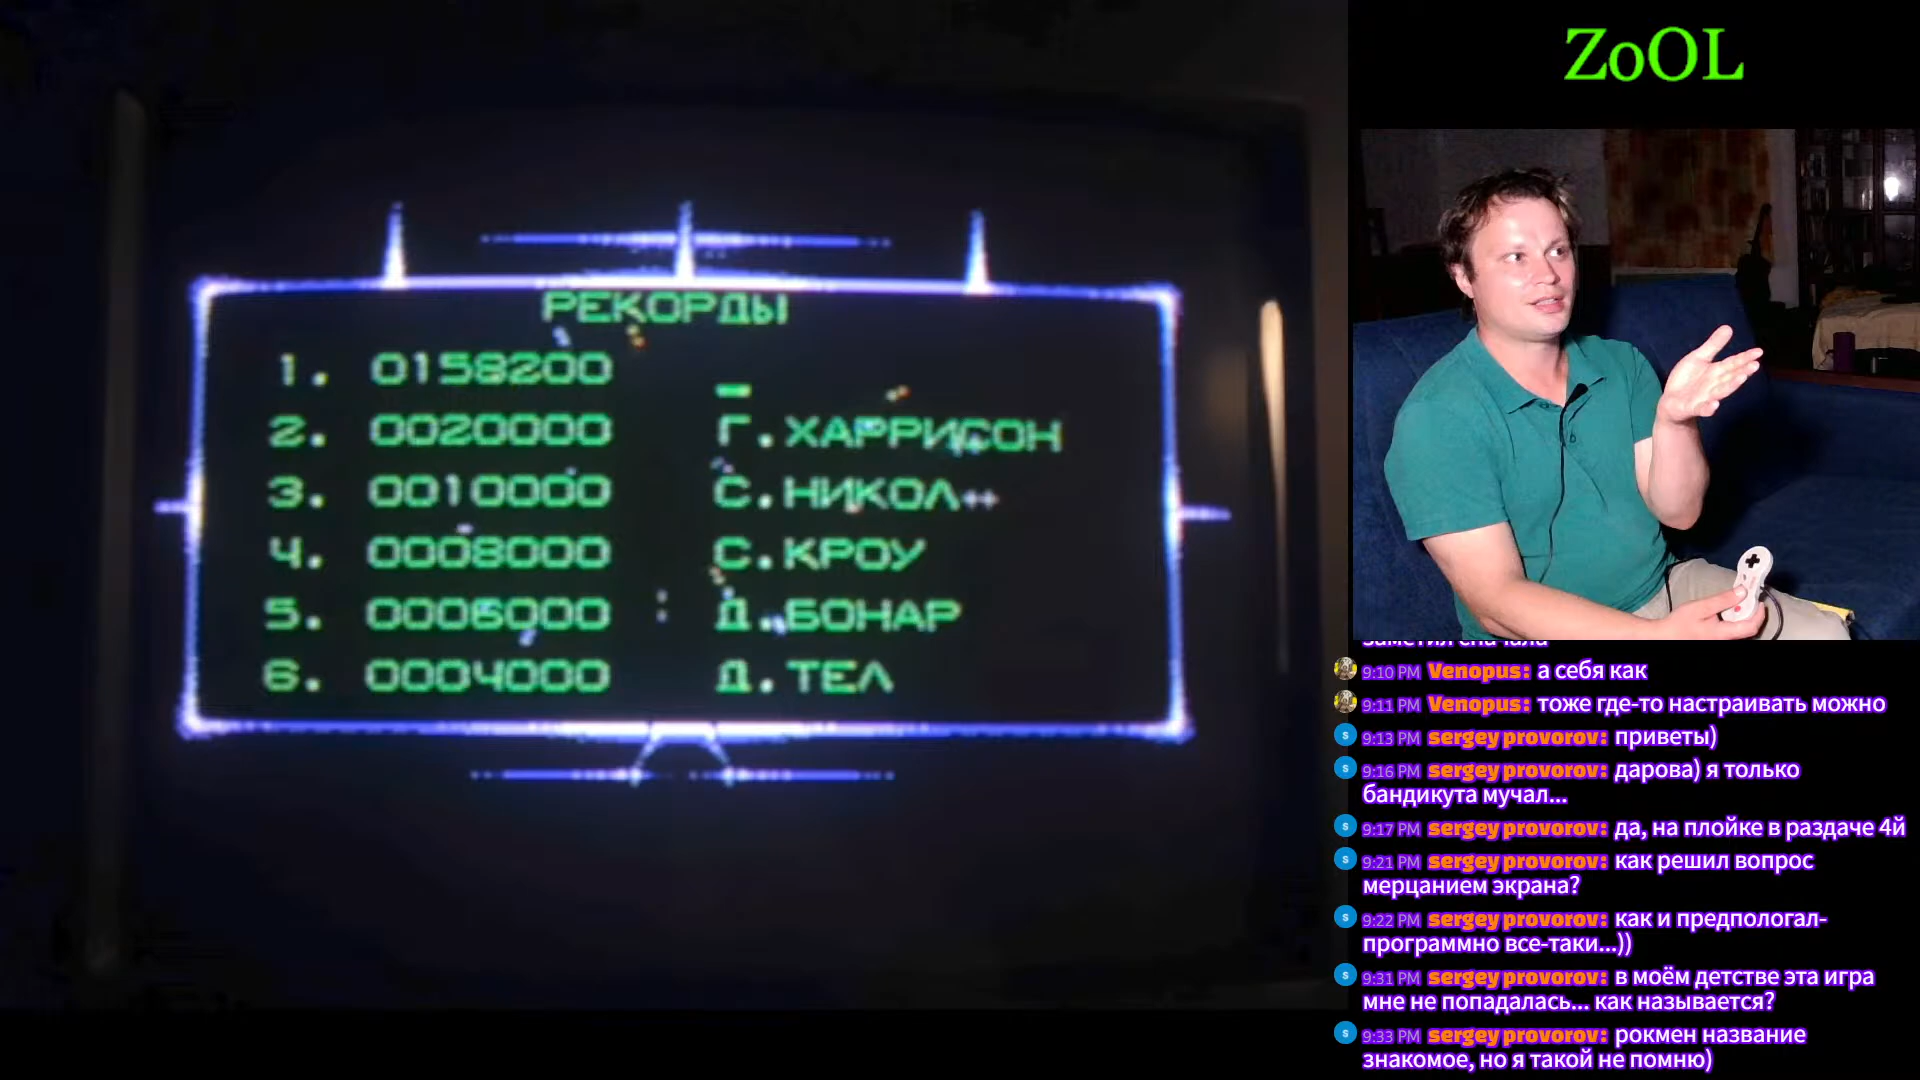 ZoOL
РЕКОРДЫ
1. 0158200 _
2. 0020000 Г.ХАРРИСОН
3. 0010000 С.НИКОЛ++
4. 0008000 С.КРОУ
5. 0006000 : Д.БОНАР
6. 0004000 Д.ТЕЛ
заметил сначала
9:10 PM Venopus: а себя как
9:11 PM Venopus: тоже где-то настраивать можно
9:13 PM sergey provorov: приветы)
9:16 PM sergey provorov: дарова) я только
бандикута мучал...
9:17 PM sergey provorov: да, на плойке в раздаче 4й
9:21 PM sergey provorov: как решил вопрос
мерцанием экрана?
9:22 PM sergey provorov: как и предпологал-
программно все-таки...))
9:31 PM sergey provorov: в моём детстве эта игра
мне не попадалась... как называется?
9:33 PM sergey provorov: рокмен название
знакомое, но я такой не помню)